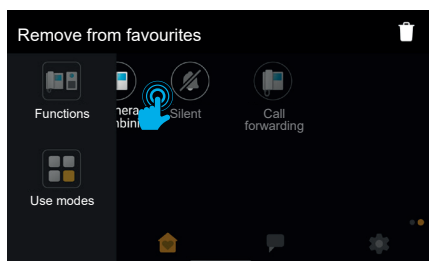 Remove from favourites
Functions
Silent
Call
forwarding
Use modes